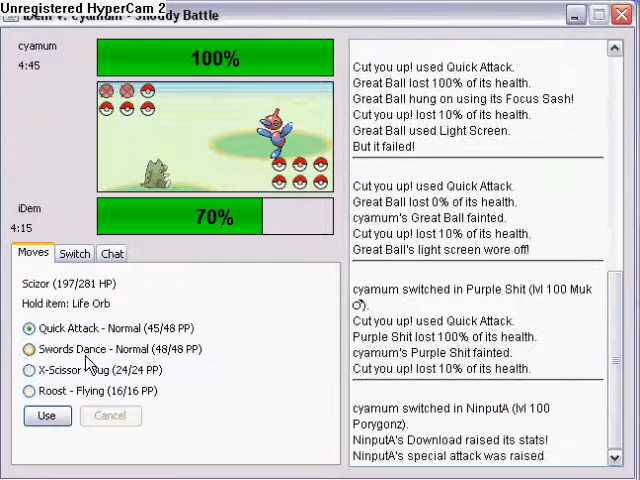 Unregistered HyperCam 2
iDem v. cyamum - Shoddy Battle
cyamum
4:45
100%
iDem
4:15
70%
Moves
Switch
Chat
Scizor (197/281 HP)
Hold item: Life Orb
Quick Attack - Normal (45/48 PP)
Swords Dance - Normal (48/48 PP)
X-Scissor - Bug (24/24 PP)
Roost - Flying (16/16 PP)
Use
Cancel
Cut you up! used Quick Attack.
Great Ball lost 100% of its health.
Great Ball hung on using its Focus Sash!
Cut you up! lost 10% of its health.
Great Ball used Light Screen.
But it failed!
Cut you up! used Quick Attack.
Great Ball lost 0% of its health.
cyamum's Great Ball fainted.
Cut you up! lost 10% of its health.
Great Ball's light screen wore off!
cyamum switched in Purple Shit (lvl 100 Muk
♂).
Cut you up! used Quick Attack.
Purple Shit lost 100% of its health.
cyamum's Purple Shit fainted.
Cut you up! lost 10% of its health.
cyamum switched in NinputA (lvl 100
Porygonz).
NinputA's Download raised its stats!
NinputA's special attack was raised